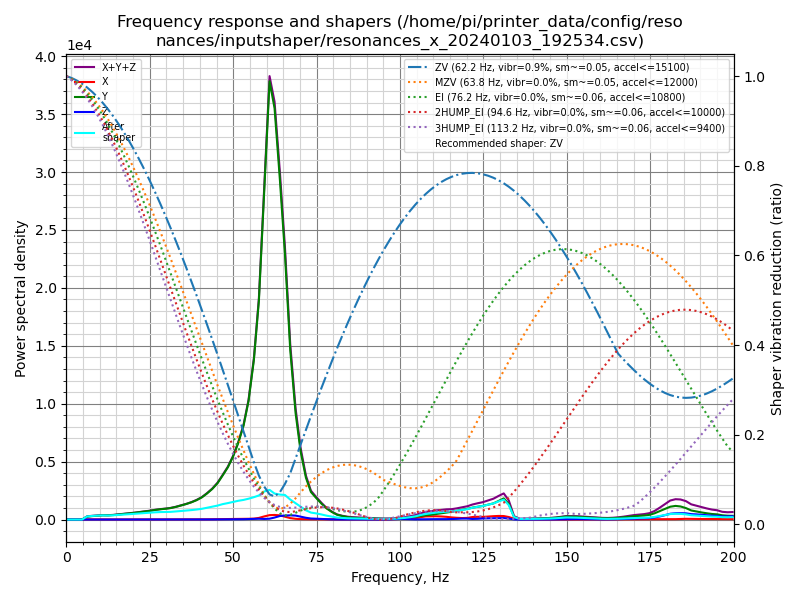 Frequency response and shapers (/home/pi/printer_data/config/reso
nances/inputshaper/resonances_x_20240103_192534.csv)
1e4
X+Y+Z
X
Y
Z
After
shaper
ZV (62.2 Hz, vibr=0.9%, sm~=0.05, accel<=15100)
MZV (63.8 Hz, vibr=0.0%, sm~=0.05, accel<=12000)
EI (76.2 Hz, vibr=0.0%, sm~=0.06, accel<=10800)
2HUMP_EI (94.6 Hz, vibr=0.0%, sm~=0.06, accel<=10000)
3HUMP_EI (113.2 Hz, vibr=0.0%, sm~=0.06, accel<=9400)
Recommended shaper: ZV
Power spectral density
4.0
3.5
3.0
2.5
2.0
1.5
1.0
0.5
0.0
Shaper vibration reduction (ratio)
1.0
0.8
0.6
0.4
0.2
0.0
0 25 50 75 100 125 150 175 200
Frequency, Hz